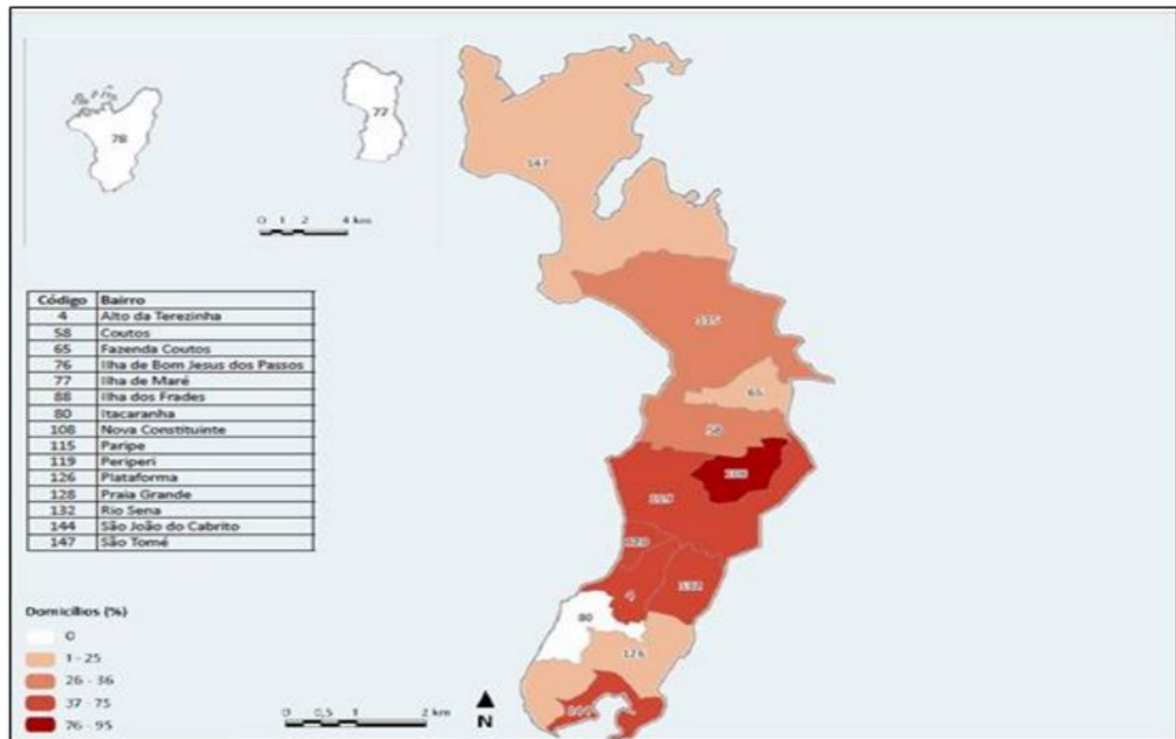 78
77
0 1 2 4 km
147
115
65
58
108
119
128
132
4
80
126
144
Código Bairro
4 Alto da Terezinha
58 Coutos
65 Fazenda Coutos
76 Ilha de Bom Jesus dos Passos
77 Ilha de Maré
88 Ilha dos Frades
80 Itacaranha
108 Nova Constituinte
115 Paripe
119 Periperi
126 Plataforma
128 Praia Grande
132 Rio Sena
144 São João do Cabrito
147 São Tomé
Domicílios (%)
0
1 - 25
26 - 36
37 - 75
76 - 95
0 0,5 1 2 km
N